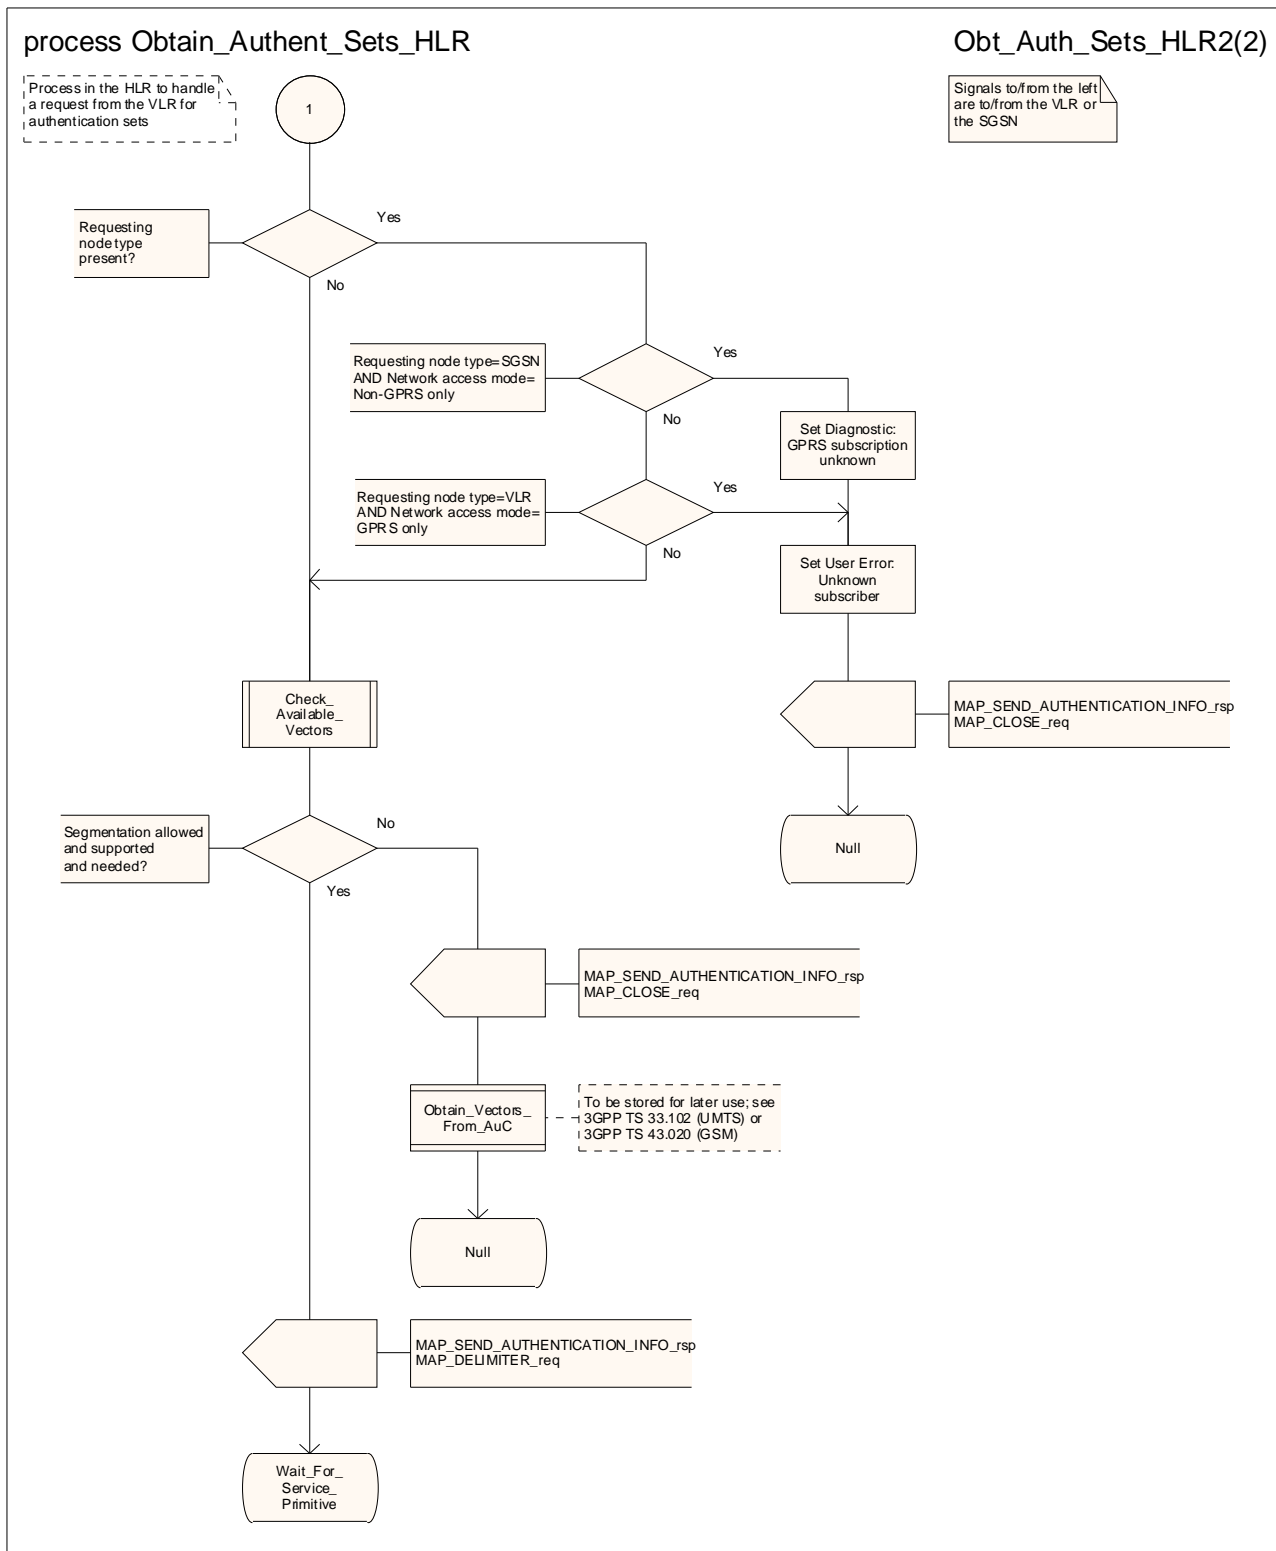 process Obtain_Authent_Sets_HLR
Obt_Auth_Sets_HLR2(2)
Process in the HLR to handle
a request from the VLR for
authentication sets
1
Signals to/from the left
are to/from the VLR or
the SGSN
Requesting
node type
present?
Yes
No
Requesting node type=SGSN
AND Network access mode=
Non-GPRS only
Yes
No
Set Diagnostic:
GPRS subscription
unknown
Requesting node type=VLR
AND Network access mode=
GPRS only
Yes
No
Set User Error:
Unknown
subscriber
Check_
Available_
Vectors
MAP_SEND_AUTHENTICATION_INFO_rsp
MAP_CLOSE_req
Segmentation allowed
and supported
and needed?
No
Yes
Null
MAP_SEND_AUTHENTICATION_INFO_rsp
MAP_CLOSE_req
Obtain_Vectors_
From_AuC
To be stored for later use; see
3GPP TS 33.102 (UMTS) or
3GPP TS 43.020 (GSM)
Null
MAP_SEND_AUTHENTICATION_INFO_rsp
MAP_DELIMITER_req
Wait_For_
Service_
Primitive